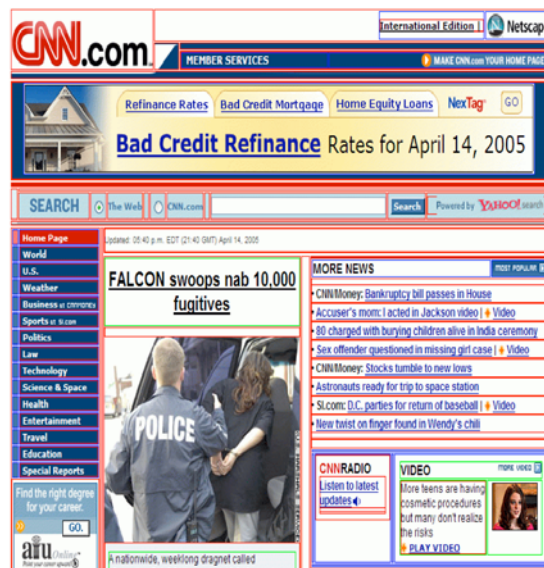 International Edition |
Netscap
CNN.com
MEMBER SERVICES
MAKE CNN.com YOUR HOME PAGE
Refinance Rates
Bad Credit Mortgage
Home Equity Loans
NexTag
GO
Bad Credit Refinance Rates for April 14, 2005
SEARCH
The Web
CNN.com
Search
Powered by YAHOO! search
Home Page
World
U.S.
Weather
Business at CNNMONEY
Sports at SI.com
Politics
Law
Technology
Science & Space
Health
Entertainment
Travel
Education
Special Reports
Find the right degree
for your career.
GO.
aiu Online
Updated: 05:40 p.m. EDT (21:40 GMT) April 14, 2005
FALCON swoops nab 10,000
fugitives
POLICE
A nationwide, weeklong dragnet called
MORE NEWS
MOST POPULAR
• CNN/Money: Bankruptcy bill passes in House
• Accuser's mom: I acted in Jackson video | Video
• 80 charged with burying children alive in India ceremony
• Sex offender questioned in missing girl case | Video
• CNN/Money: Stocks tumble to new lows
• Astronauts ready for trip to space station
• SI.com: D.C. parties for return of baseball | Video
• New twist on finger found in Wendy's chili
CNNRADIO
Listen to latest
updates
VIDEO
MORE VIDEO
More teens are having
cosmetic procedures
but many don't realize
the risks
PLAY VIDEO